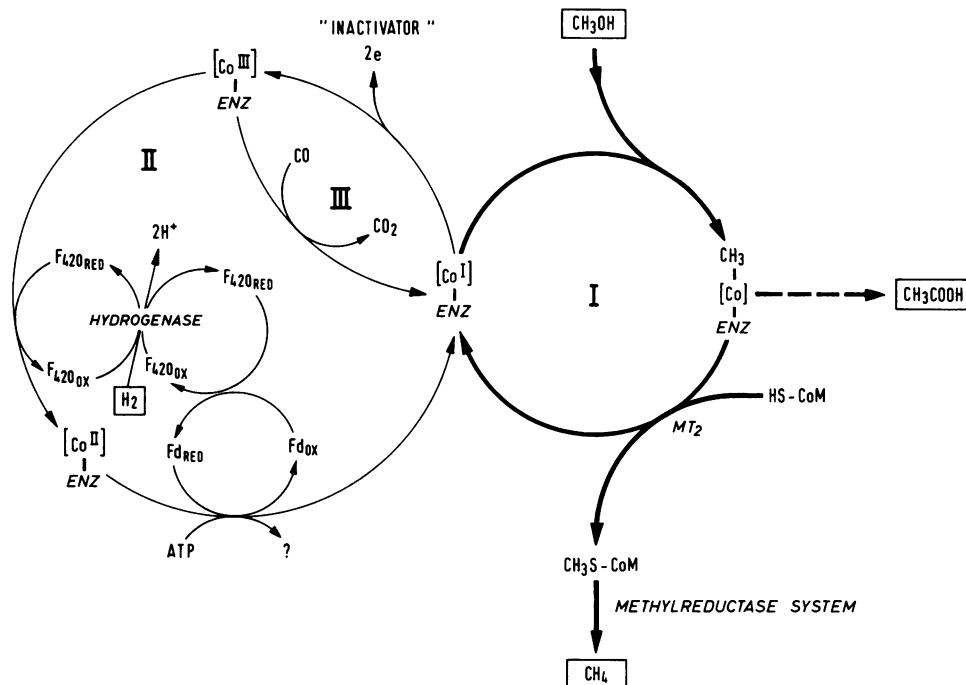 CH3OH
"INACTIVATOR"
2e
[Co III]
ENZ
II
CO
III
CO2
2H+
F420RED
F420RED
HYDROGENASE
F420OX
F420OX
H2
[Co I]
ENZ
I
CH3
[Co]
ENZ
CH3COOH
HS-CoM
MT2
[Co II]
ENZ
FdRED
FdOX
ATP
?
CH3S-CoM
METHYLREDUCTASE SYSTEM
CH4